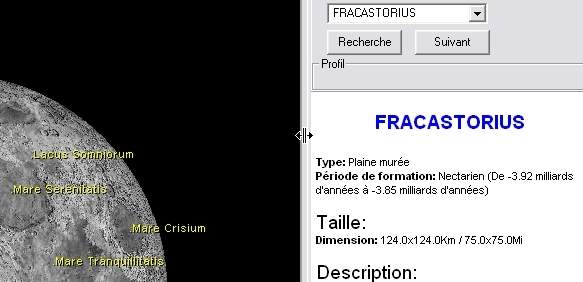 FRACASTORIUS
Recherche
Suivant
Profil
FRACASTORIUS
Type: Plaine murée
Période de formation: Nectarien (De -3.92 milliards
d'années à -3.85 milliards d'années)
Taille:
Dimension: 124.0x124.0Km / 75.0x75.0Mi
Description:
.Lacus Somniorum
.Mare Serenitatis
.Mare Crisium
.Mare Tranquillitatis